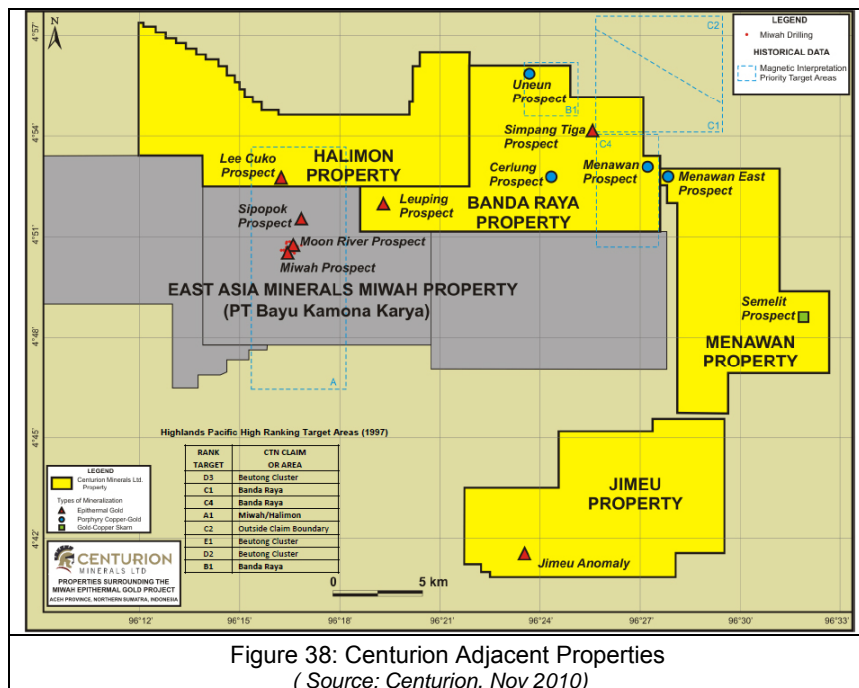 N
4°57'
4°54'
4°51'
4°48'
4°45'
4°42'
C2
C1
LEGEND
Miwah Drilling
HISTORICAL DATA
Magnetic Interpretation
Priority Target Areas
Uneun
Prospect
B1
Simpang Tiga
Prospect
C4
Lee Cuko
Prospect
HALIMON
PROPERTY
Cerlung
Prospect
Menawan
Prospect
Menawan East
Prospect
Leuping
Prospect
BANDA RAYA
PROPERTY
Sipopok
Prospect
Moon River Prospect
Miwah Prospect
EAST ASIA MINERALS MIWAH PROPERTY
(PT Bayu Kamona Karya)
Semelit
Prospect
MENAWAN
PROPERTY
A
Highlands Pacific High Ranking Target Areas (1997)
RANK TARGET CTN CLAIM OR AREA
D3 Beutong Cluster
C1 Banda Raya
C4 Banda Raya
A1 Miwah/Halimon
C2 Outside Claim Boundary
E1 Beutong Cluster
D2 Beutong Cluster
B1 Banda Raya
JIMEU
PROPERTY
Jimeu Anomaly
LEGEND
Centurion Minerals Ltd.
Property
Types of Mineralization
Epithermal Gold
Porphyry Copper-Gold
Gold-Copper Skarn
CENTURION
MINERALS LTD
PROPERTIES SURROUNDING THE
MIWAH EPITHERMAL GOLD PROJECT
ACEH PROVINCE, NORTHERN SUMATRA, INDONESIA
0 5 km
96°12' 96°15' 96°18' 96°21' 96°24' 96°27' 96°30' 96°33'
Figure 38: Centurion Adjacent Properties
( Source: Centurion, Nov 2010)